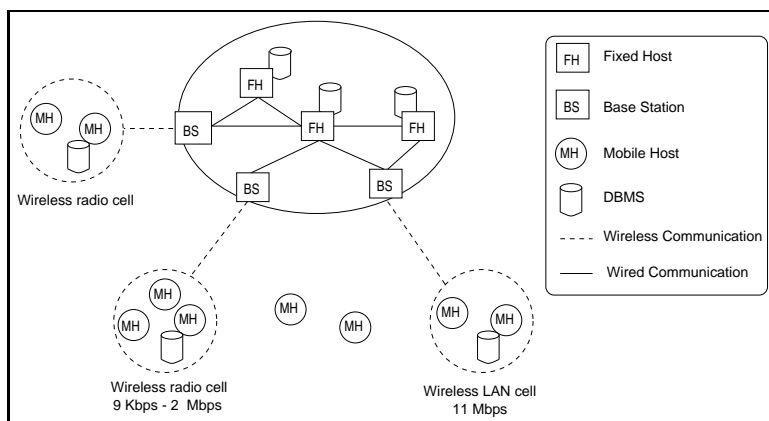 FH
FH
FH
BS
BS
BS
MH
MH
Wireless radio cell
MH
MH
MH
Wireless radio cell
9 Kbps - 2 Mbps
MH
MH
MH
MH
Wireless LAN cell
11 Mbps
FH Fixed Host
BS Base Station
MH Mobile Host
DBMS
Wireless Communication
Wired Communication